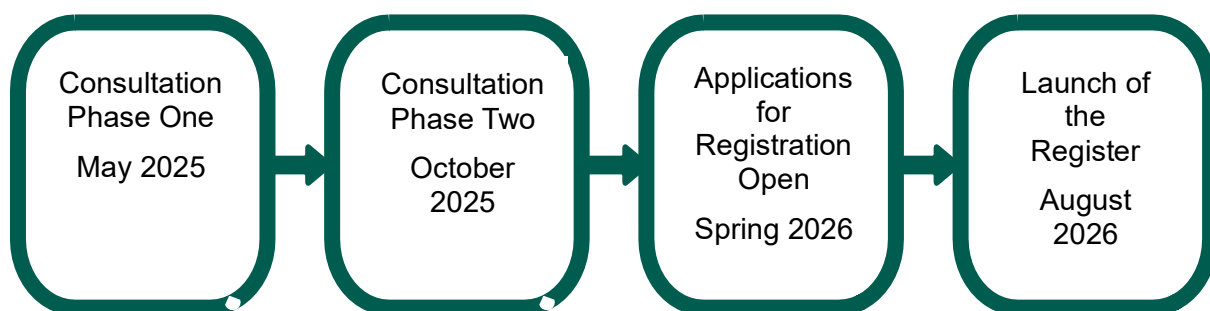 Consultation
Phase One
May 2025
Consultation
Phase Two
October
2025
Applications
for
Registration
Open
Spring 2026
Launch of
the
Register
August
2026